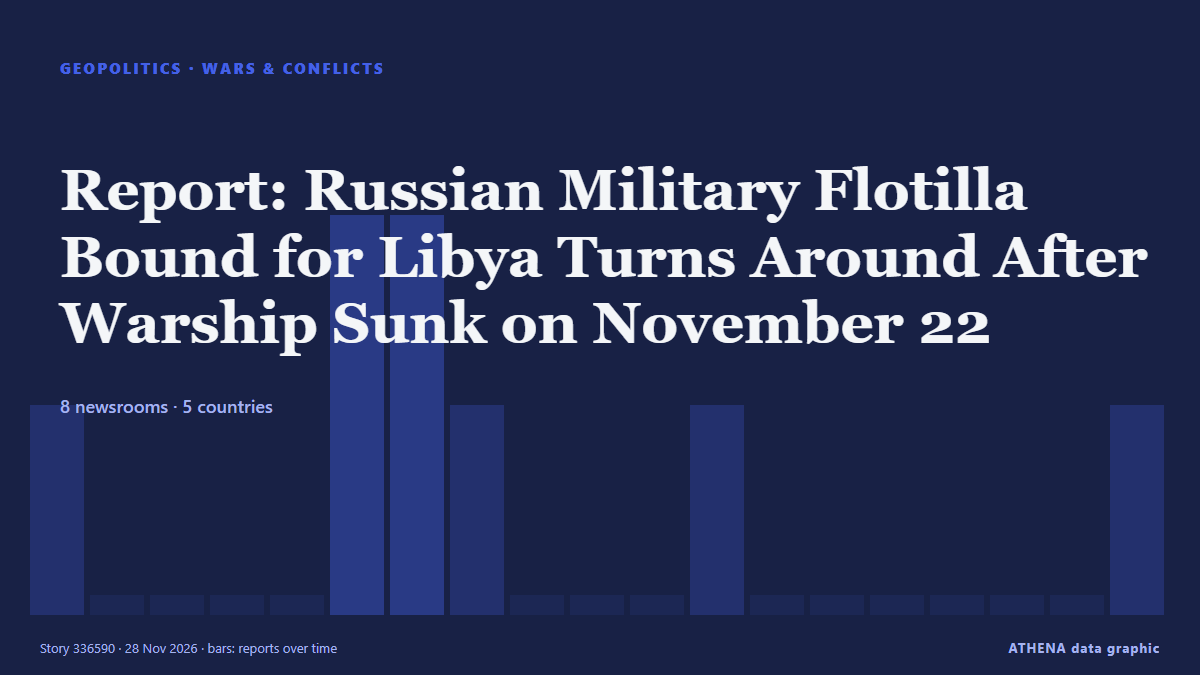 GEOPOLITICS · WARS & CONFLICTS
Report: Russian Military Flotilla
Bound for Libya Turns Around After
Warship Sunk on November 22
8 newsrooms · 5 countries
Story 336590 · 28 Nov 2026 · bars: reports over time
ATHENA data graphic